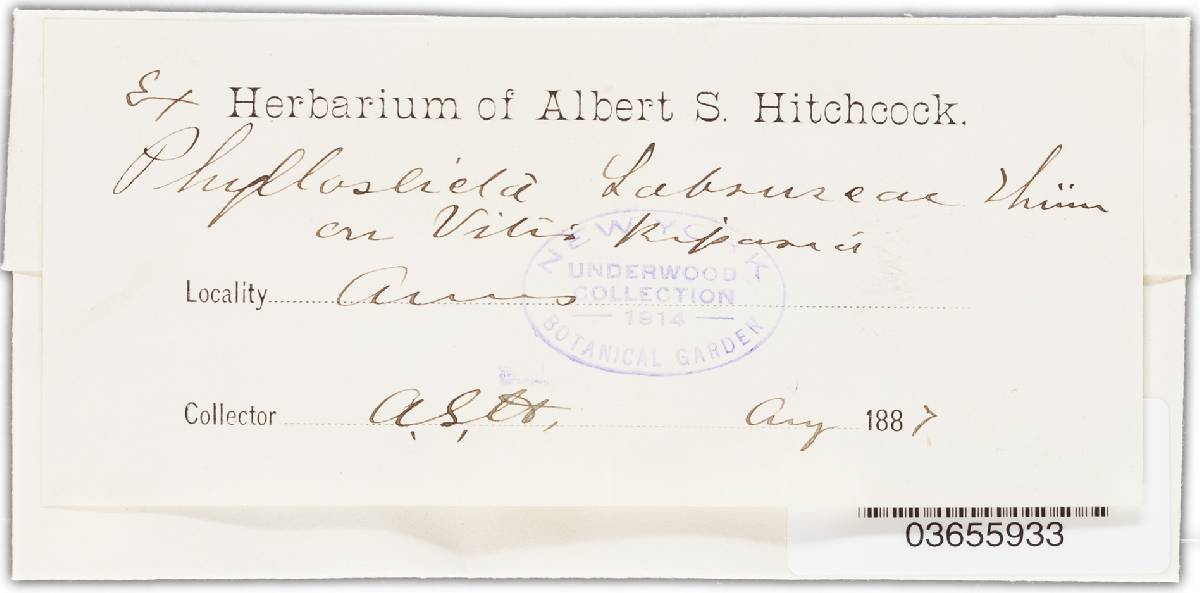 Ex Herbarium of Albert S. Hitchcock.
Phyllosticta Labruscae Thüm
on Vitis riparia
Locality Ames
NEW YORK
UNDERWOOD
COLLECTION
1914
BOTANICAL GARDEN
Collector A.S.H. Aug 1887
03655933